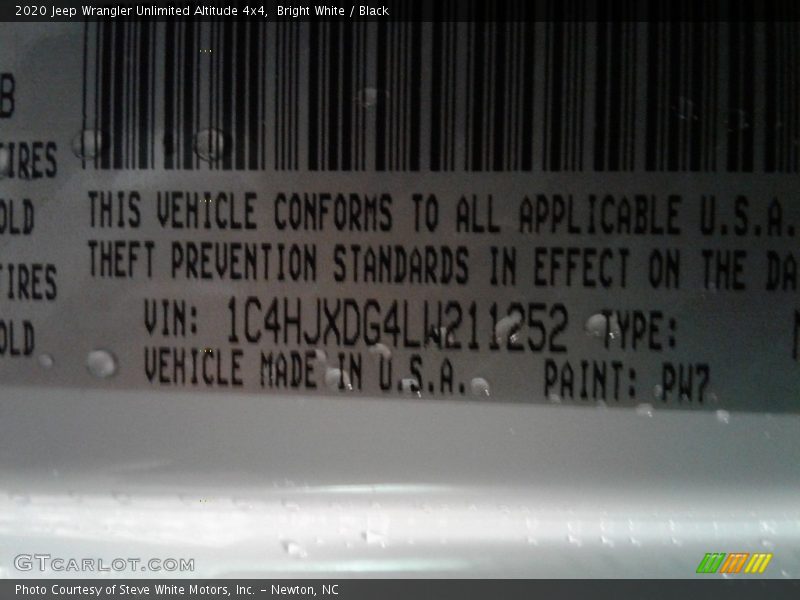 2020 Jeep Wrangler Unlimited Altitude 4x4, Bright White / Black
B
TIRES
OLD
TIRES
OLD
THIS VEHICLE CONFORMS TO ALL APPLICABLE U.S.A.
THEFT PREVENTION STANDARDS IN EFFECT ON THE DA
VIN: 1C4HJXDG4LW211252 TYPE: M
VEHICLE MADE IN U.S.A. PAINT: PW7
GTCARLOT.COM
Photo Courtesy of Steve White Motors, Inc. – Newton, NC